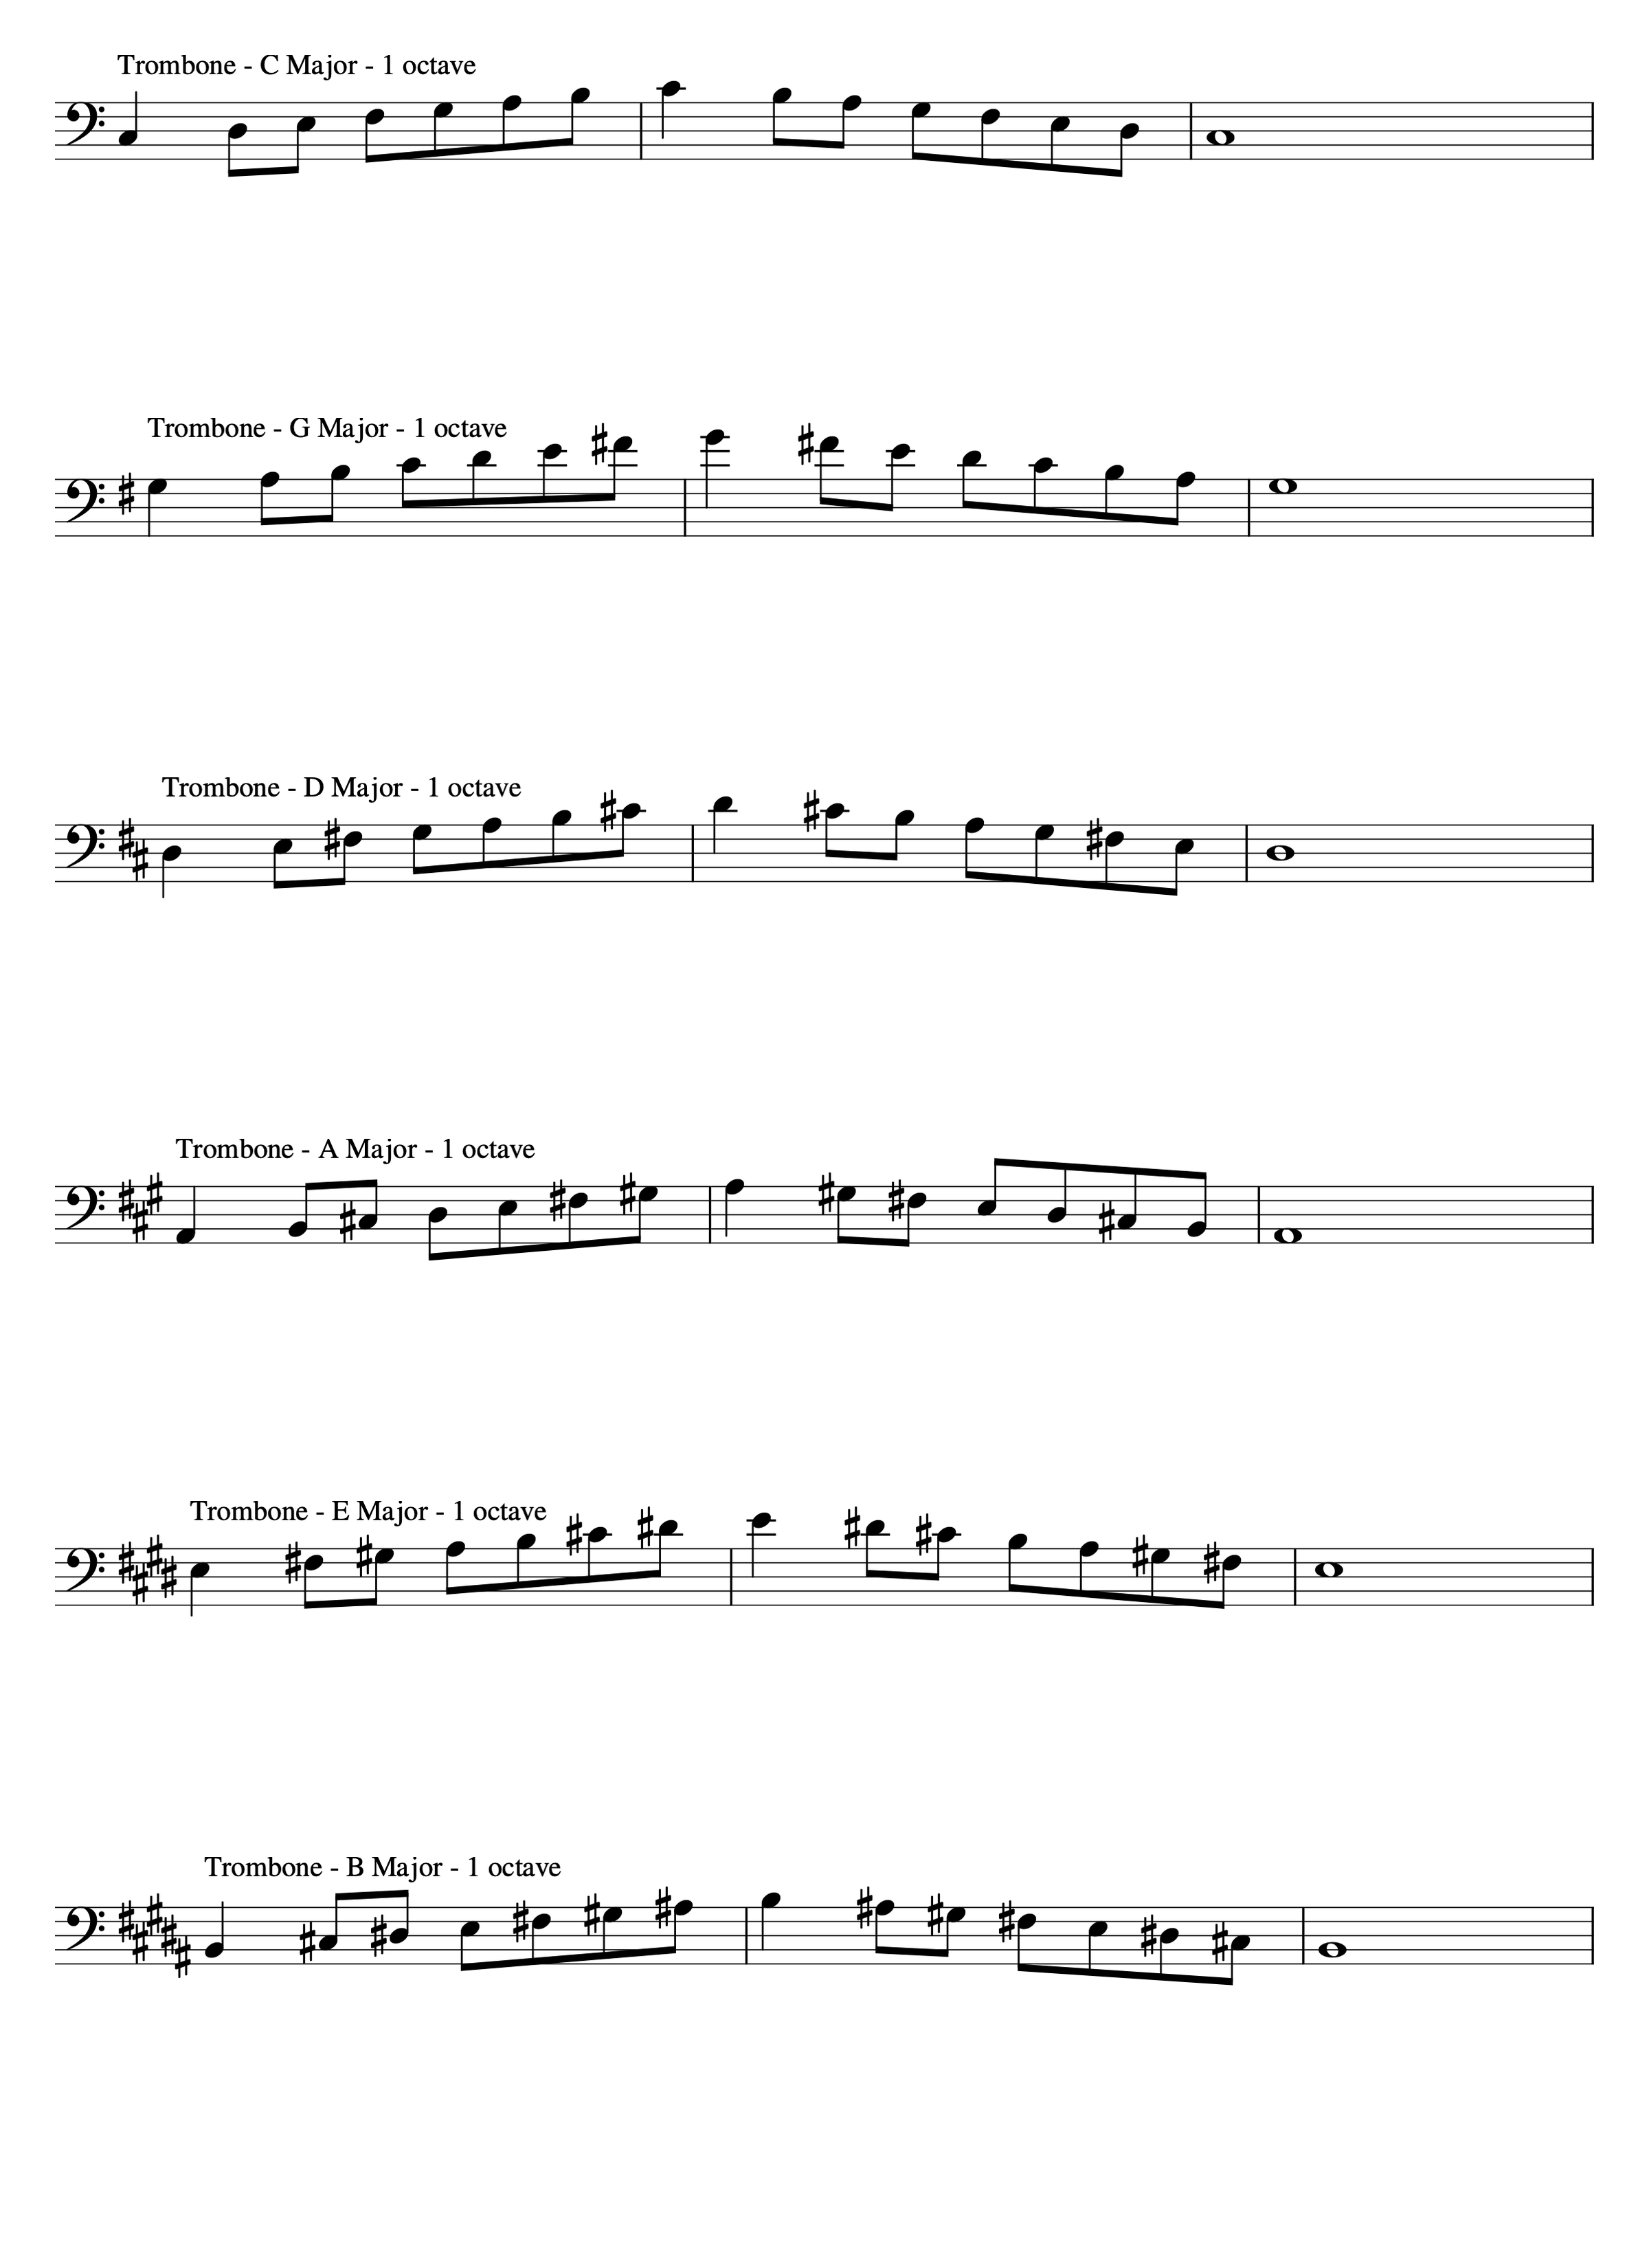 Trombone - C Major - 1 octave
Trombone - G Major - 1 octave
Trombone - D Major - 1 octave
Trombone - A Major - 1 octave
Trombone - E Major - 1 octave
Trombone - B Major - 1 octave